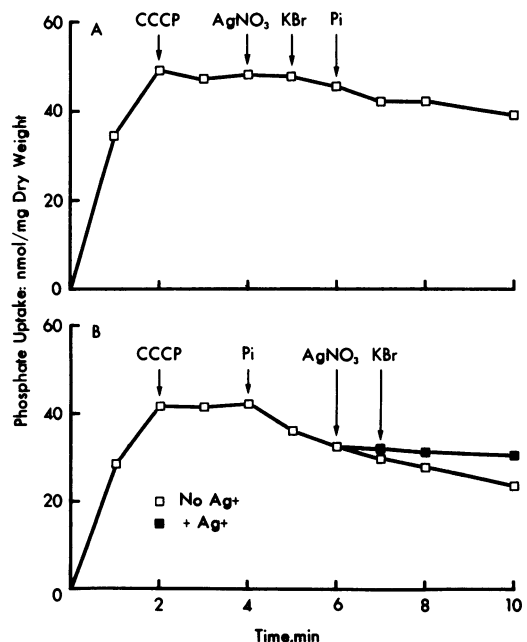 60
A
CCCP AgNO3 KBr Pi
40
20
0
Phosphate Uptake: nmol/mg Dry Weight
60
B
CCCP Pi AgNO3 KBr
40
20
□ No Ag+
■ + Ag+
0
2 4 6 8 10
Time,min